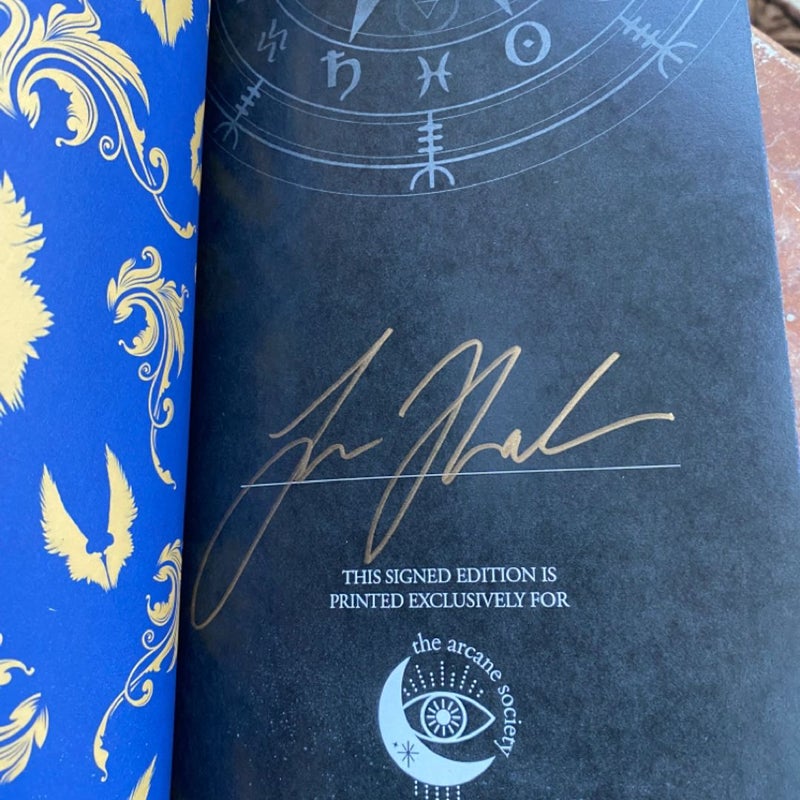 THIS SIGNED EDITION IS
PRINTED EXCLUSIVELY FOR
the arcane society